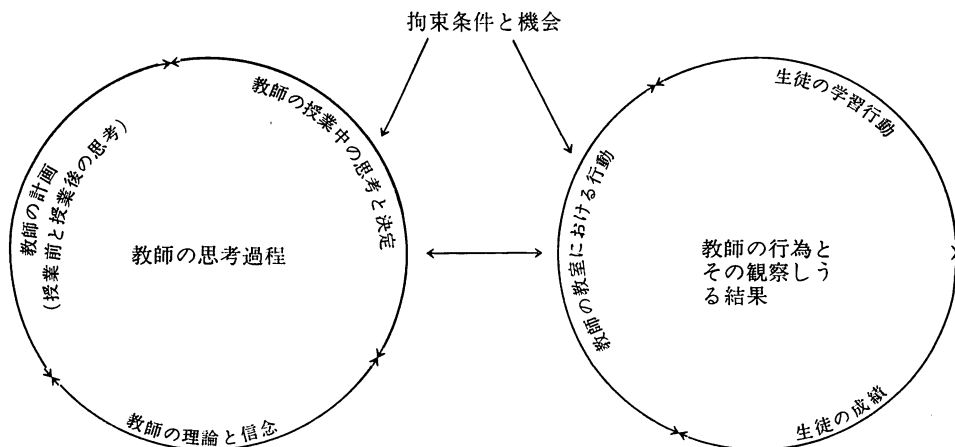 拘束条件と機会
教師の授業中の思考と決定
教師の計画
(授業前と授業後の思考)
教師の思考過程
教師の理論と信念
生徒の学習行動
教師の教室における行動
教師の行為と
その観察しう
る結果
生徒の成績